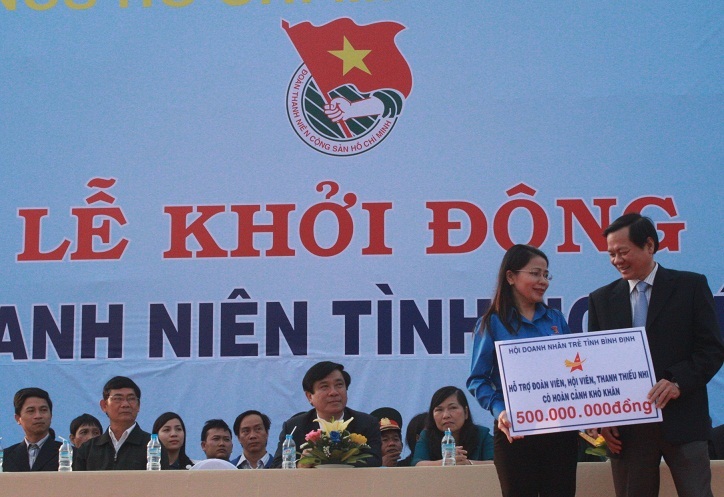 ĐOÀN THANH NIÊN CỘNG SẢN HỒ CHÍ MINH
LỄ KHỞI ĐỘNG
ANH NIÊN TÌNH
HỘI DOANH NHÂN TRẺ TỈNH BÌNH ĐỊNH
HỖ TRỢ ĐOÀN VIÊN, HỘI VIÊN, THANH THIẾU NHI
CÓ HOÀN CẢNH KHÓ KHĂN
500.000.000đồng